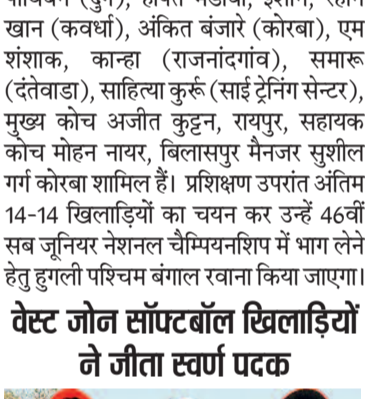 खान (कवर्धा), अंकित बंजारे (कोरबा), एम
शंशाक, कान्हा (राजनांदगांव), समारू
(दंतेवाडा), साहित्या कुर्रू (साई ट्रेनिंग सेन्टर),
मुख्य कोच अजीत कुट्टन, रायपुर, सहायक
कोच मोहन नायर, बिलासपुर मैनजर सुशील
गर्ग कोरबा शामिल हैं। प्रशिक्षण उपरांत अंतिम
14-14 खिलाड़ियों का चयन कर उन्हें 46वीं
सब जूनियर नेशनल चैम्पियनशिप में भाग लेने
हेतु हुगली पश्चिम बंगाल रवाना किया जाएगा।
वेस्ट जोन सॉफ्टबॉल खिलाड़ियों
ने जीता स्वर्ण पदक